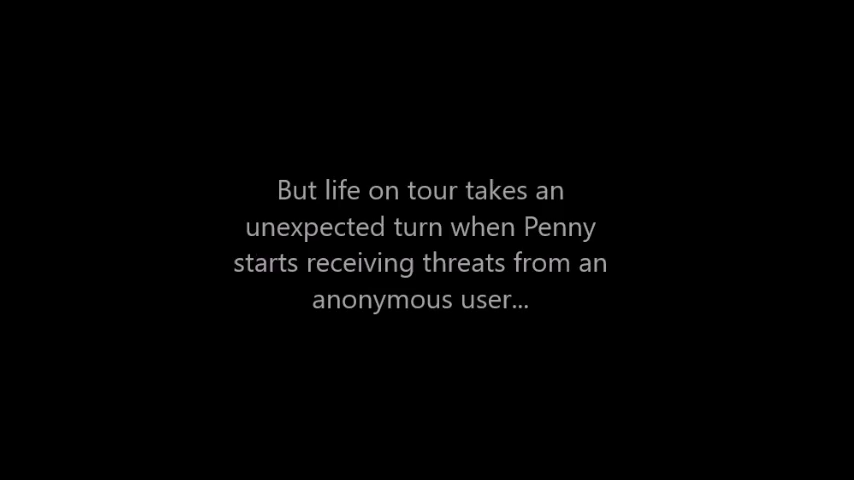 But life on tour takes an
unexpected turn when Penny
starts receiving threats from an
anonymous user...